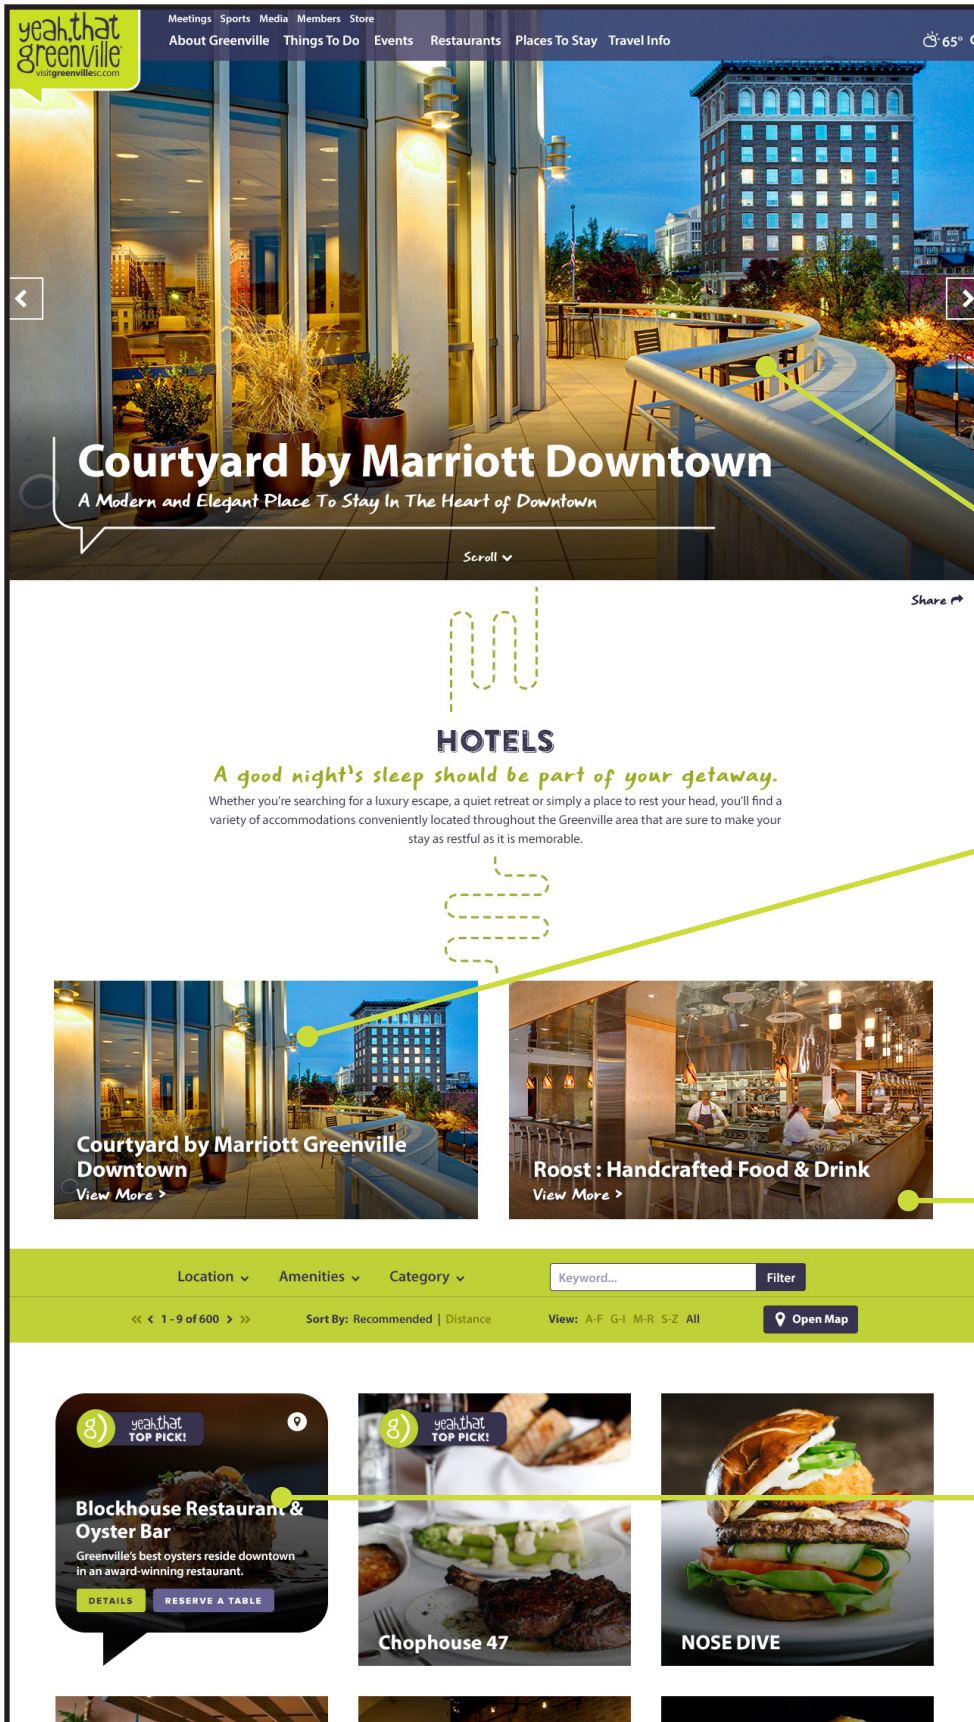 yeah,that
greenville
visitgreenvillesc.com
Meetings Sports Media Members Store
About Greenville Things To Do Events Restaurants Places To Stay Travel Info
65°
Courtyard by Marriott Downtown
A Modern and Elegant Place To Stay In The Heart of Downtown
Scroll
Share
HOTELS
A good night's sleep should be part of your getaway.
Whether you're searching for a luxury escape, a quiet retreat or simply a place to rest your head, you'll find a
variety of accommodations conveniently located throughout the Greenville area that are sure to make your
stay as restful as it is memorable.
Courtyard by Marriott Greenville
Downtown
View More >
Roost : Handcrafted Food & Drink
View More >
Location Amenities Category Keyword... Filter
« < 1 - 9 of 600 > » Sort By: Recommended | Distance View: A-F G-I M-R S-Z All Open Map
g) yeah,that
TOP PICK!
Blockhouse Restaurant &
Oyster Bar
Greenville's best oysters reside downtown
in an award-winning restaurant.
DETAILS RESERVE A TABLE
g) yeah,that
TOP PICK!
Chophouse 47
NOSE DIVE